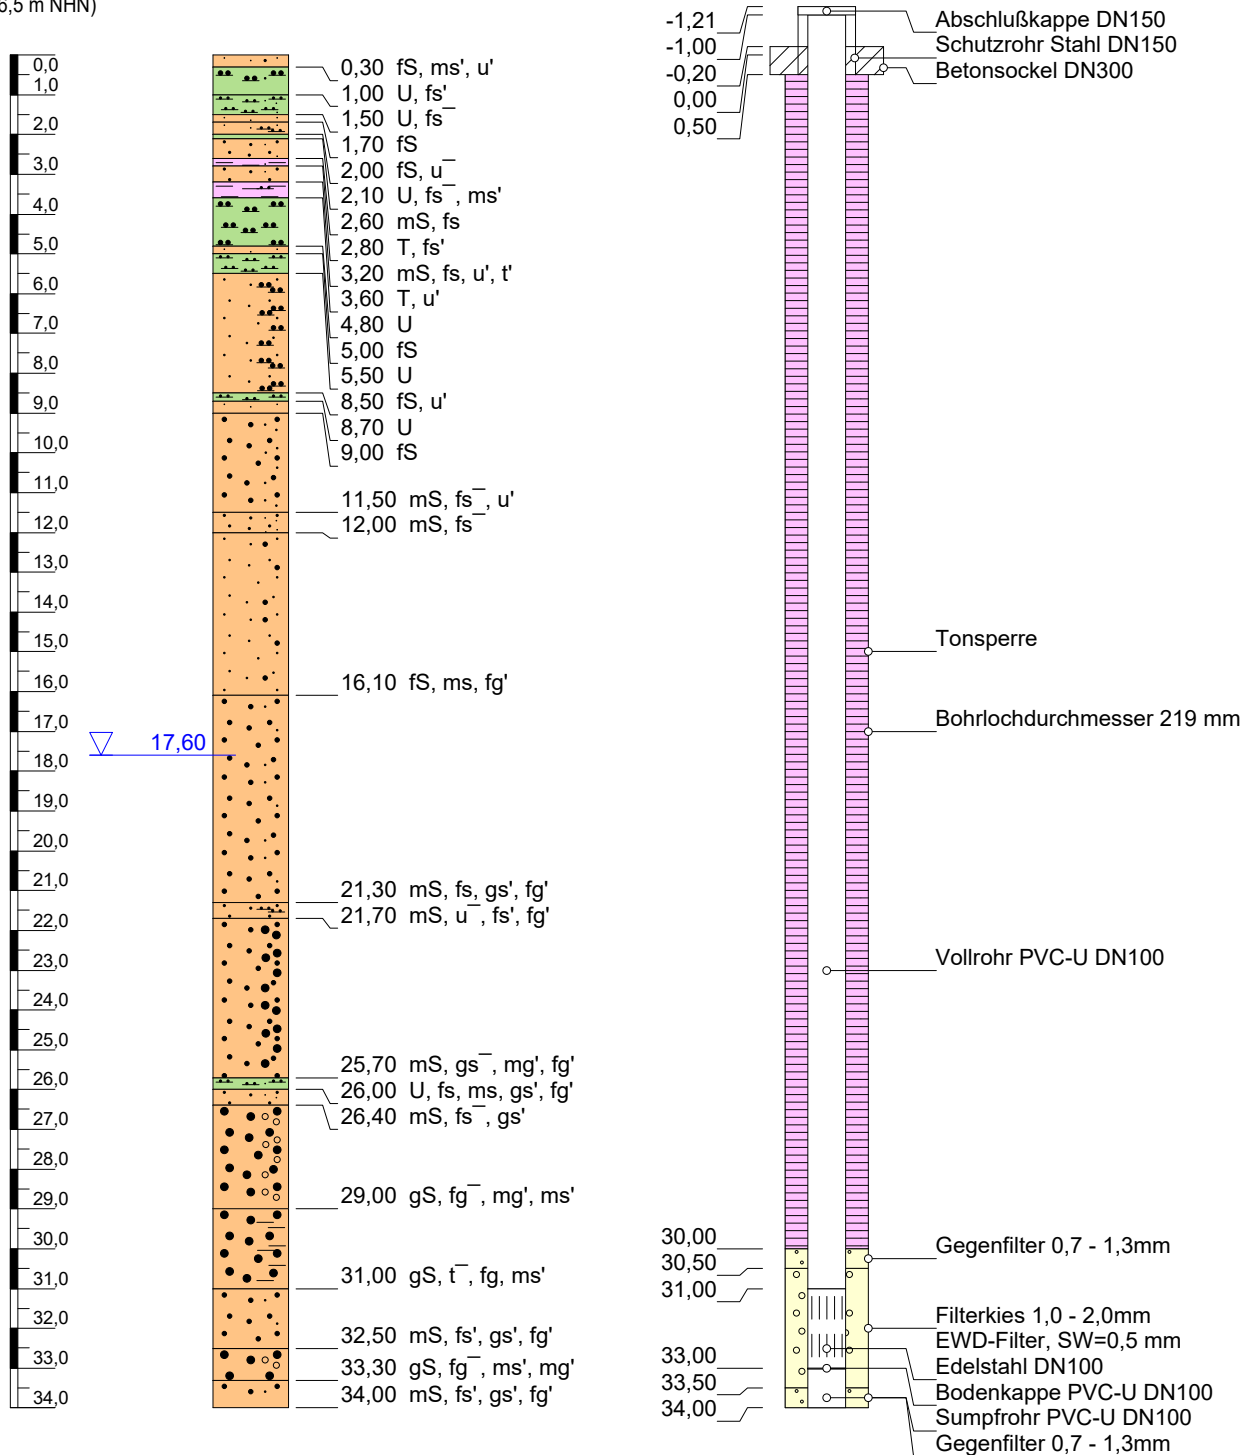 6,5 m NHN)
0,0
1,0
2,0
3,0
4,0
5,0
6,0
7,0
8,0
9,0
10,0
11,0
12,0
13,0
14,0
15,0
16,0
17,0
18,0
19,0
20,0
21,0
22,0
23,0
24,0
25,0
26,0
27,0
28,0
29,0
30,0
31,0
32,0
33,0
34,0
17,60
0,30 fS, ms', u'
1,00 U, fs'
1,50 U, fs¯
1,70 fS
2,00 fS, u¯
2,10 U, fs¯, ms'
2,60 mS, fs
2,80 T, fs'
3,20 mS, fs, u', t'
3,60 T, u'
4,80 U
5,00 fS
5,50 U
8,50 fS, u'
8,70 U
9,00 fS
11,50 mS, fs¯, u'
12,00 mS, fs¯
16,10 fS, ms, fg'
21,30 mS, fs, gs', fg'
21,70 mS, u¯, fs', fg'
25,70 mS, gs¯, mg', fg'
26,00 U, fs, ms, gs', fg'
26,40 mS, fs¯, gs'
29,00 gS, fg¯, mg', ms'
31,00 gS, t¯, fg, ms'
32,50 mS, fs', gs', fg'
33,30 gS, fg¯, ms', mg'
34,00 mS, fs', gs', fg'
-1,21
-1,00
-0,20
0,00
0,50
30,00
30,50
31,00
33,00
33,50
34,00
Abschlußkappe DN150
Schutzrohr Stahl DN150
Betonsockel DN300
Tonsperre
Bohrlochdurchmesser 219 mm
Vollrohr PVC-U DN100
Gegenfilter 0,7 - 1,3mm
Filterkies 1,0 - 2,0mm
EWD-Filter, SW=0,5 mm
Edelstahl DN100
Bodenkappe PVC-U DN100
Sumpfrohr PVC-U DN100
Gegenfilter 0,7 - 1,3mm